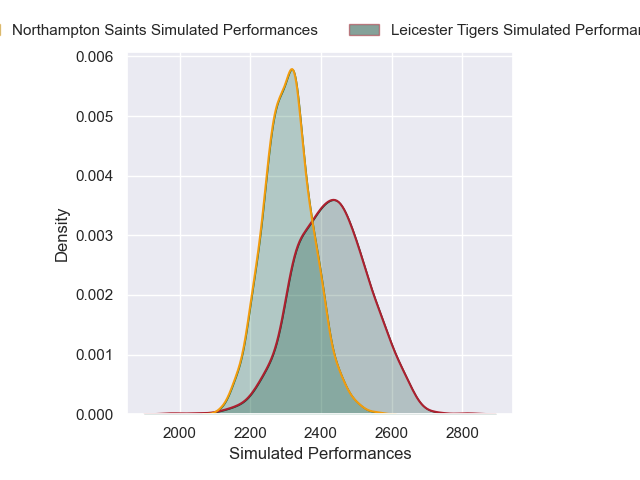 Northampton Saints Simulated Performances
Leicester Tigers Simulated
0.006
0.005
0.004
0.003
0.002
0.001
0.000
Density
2000 2200 2400 2600 2800
Simulated Performances